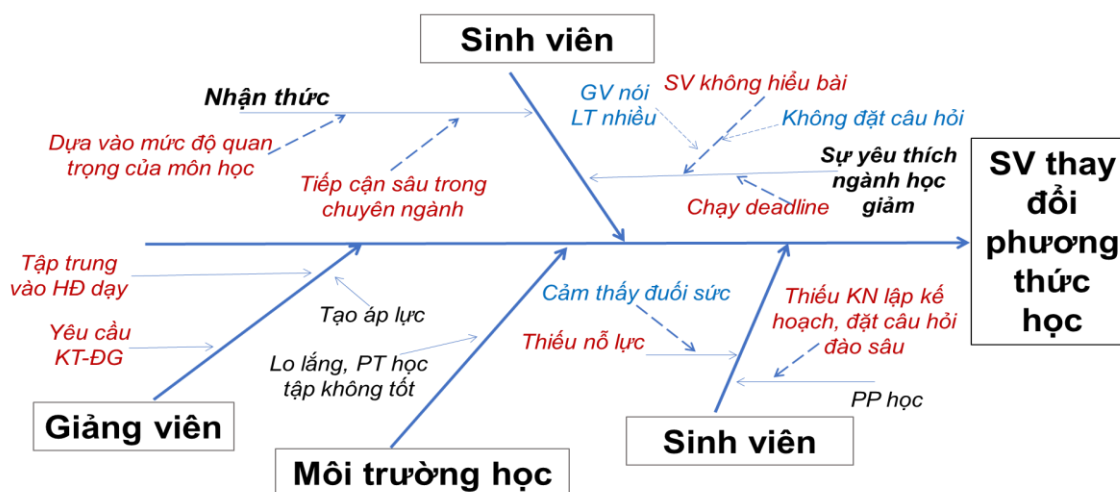 Sinh viên
Nhận thức
Dựa vào mức độ quan
trọng của môn học
Tiếp cận sâu trong
chuyên ngành
GV nói
LT nhiều
SV không hiểu bài
Không đặt câu hỏi
Sự yêu thích
ngành học
giảm
Chạy deadline
SV thay
đổi
phương
thức
học
Tập trung
vào HĐ dạy
Yêu cầu
KT-ĐG
Tạo áp lực
Giảng viên
Lo lắng, PT học
tập không tốt
Môi trường học
Cảm thấy đuối sức
Thiếu nỗ lực
Thiếu KN lập kế
hoạch, đặt câu hỏi
đào sâu
PP học
Sinh viên